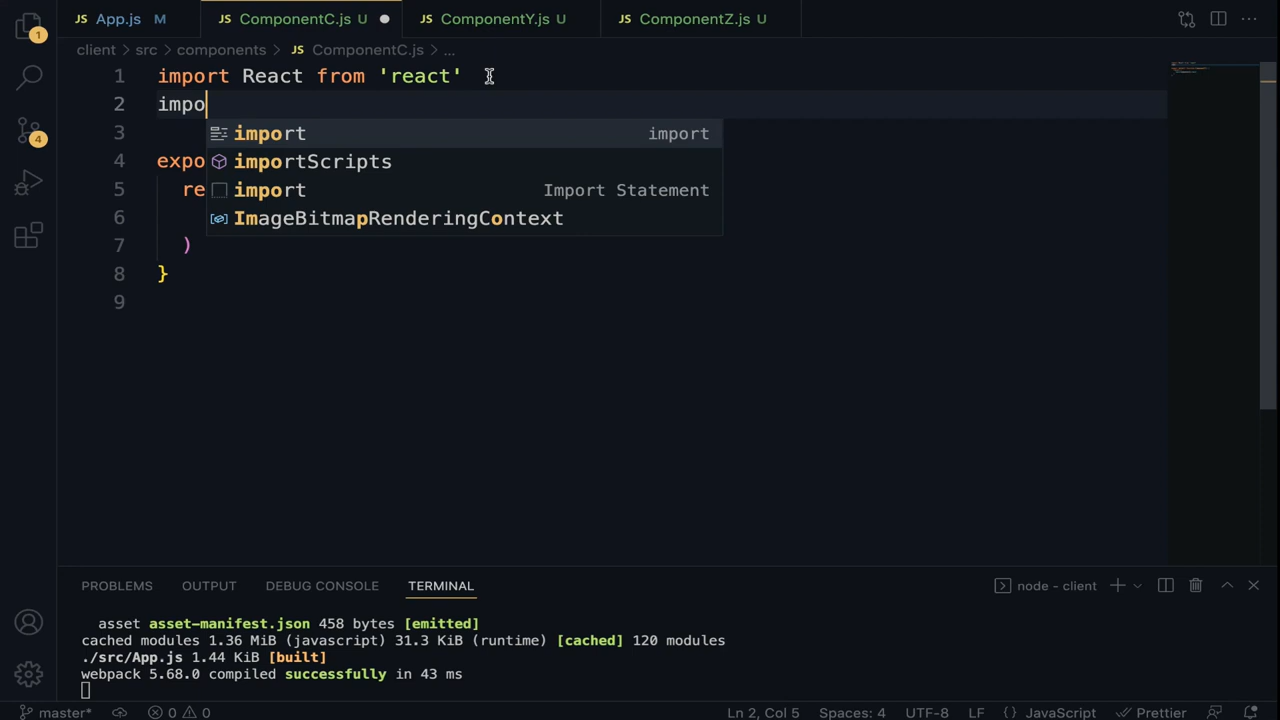 JS App.js M JS ComponentC.js U JS ComponentY.js U JS ComponentZ.js U
1
client > src > components > JS ComponentC.js > ...
1 import React from 'react'
2 impo
3 import import
4 expo importScripts
5 re import Import Statement
6 ImageBitmapRenderingContext
7 )
8 }
9
4
PROBLEMS OUTPUT DEBUG CONSOLE TERMINAL node - client
asset asset-manifest.json 458 bytes [emitted]
cached modules 1.36 MiB (javascript) 31.3 KiB (runtime) [cached] 120 modules
./src/App.js 1.44 KiB [built]
webpack 5.68.0 compiled successfully in 43 ms
master* 0 0 Ln 2, Col 5 Spaces: 4 UTF-8 LF {} JavaScript Prettier